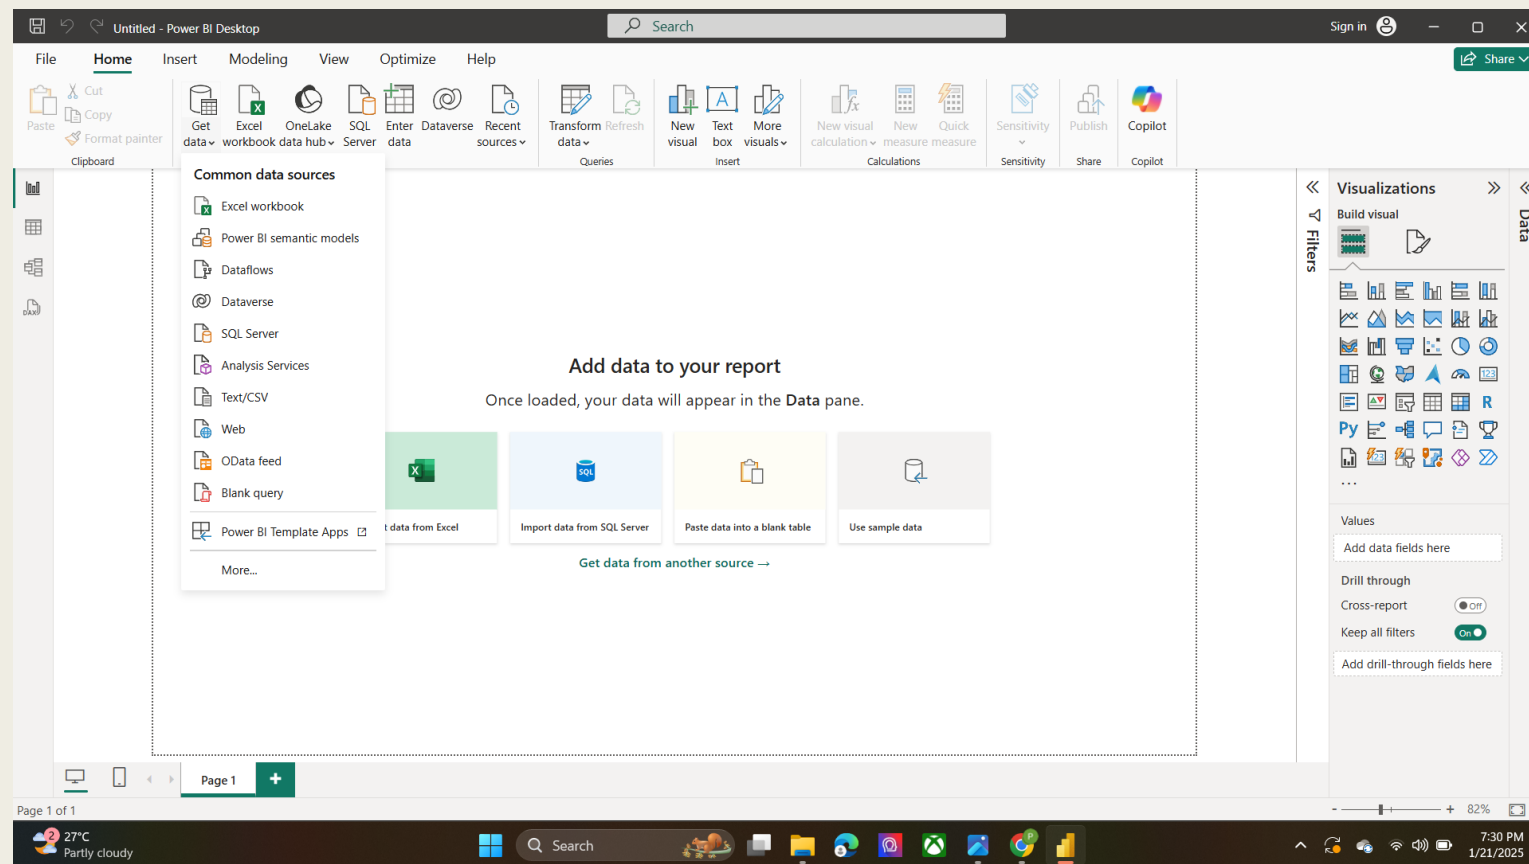 Untitled - Power BI Desktop
Search
Sign in
File Home Insert Modeling View Optimize Help
Share
Paste
Cut
Copy
Format painter
Clipboard
Get data
Excel workbook
OneLake data hub
SQL Server
Enter data
Dataverse
Recent sources
Transform data
Refresh
Queries
New visual
Text box
More visuals
Insert
New visual calculation
New measure
Quick measure
Calculations
Sensitivity
Sensitivity
Publish
Share
Copilot
Copilot
Common data sources
Excel workbook
Power BI semantic models
Dataflows
Dataverse
SQL Server
Analysis Services
Text/CSV
Web
OData feed
Blank query
Power BI Template Apps
More...
DAX
Add data to your report
Once loaded, your data will appear in the Data pane.
SQL
data from Excel
Import data from SQL Server
Paste data into a blank table
Use sample data
Get data from another source →
Filters
Visualizations
Build visual
123
R
Py
123
...
Values
Add data fields here
Drill through
Cross-report
Off
Keep all filters
On
Add drill-through fields here
Data
Page 1
+
Page 1 of 1
- + 82%
2
27°C
Partly cloudy
Search
P
7:30 PM
1/21/2025